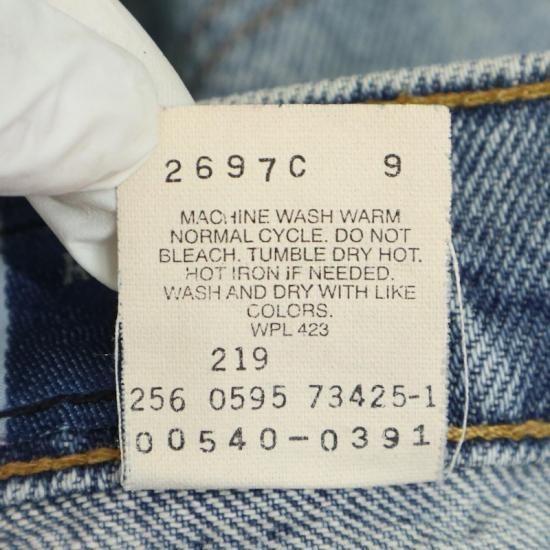 2697C 9
MACHINE WASH WARM
NORMAL CYCLE. DO NOT
BLEACH. TUMBLE DRY HOT.
HOT IRON IF NEEDED.
WASH AND DRY WITH LIKE
COLORS.
WPL 423
219
256 0595 73425-1
00540-0391